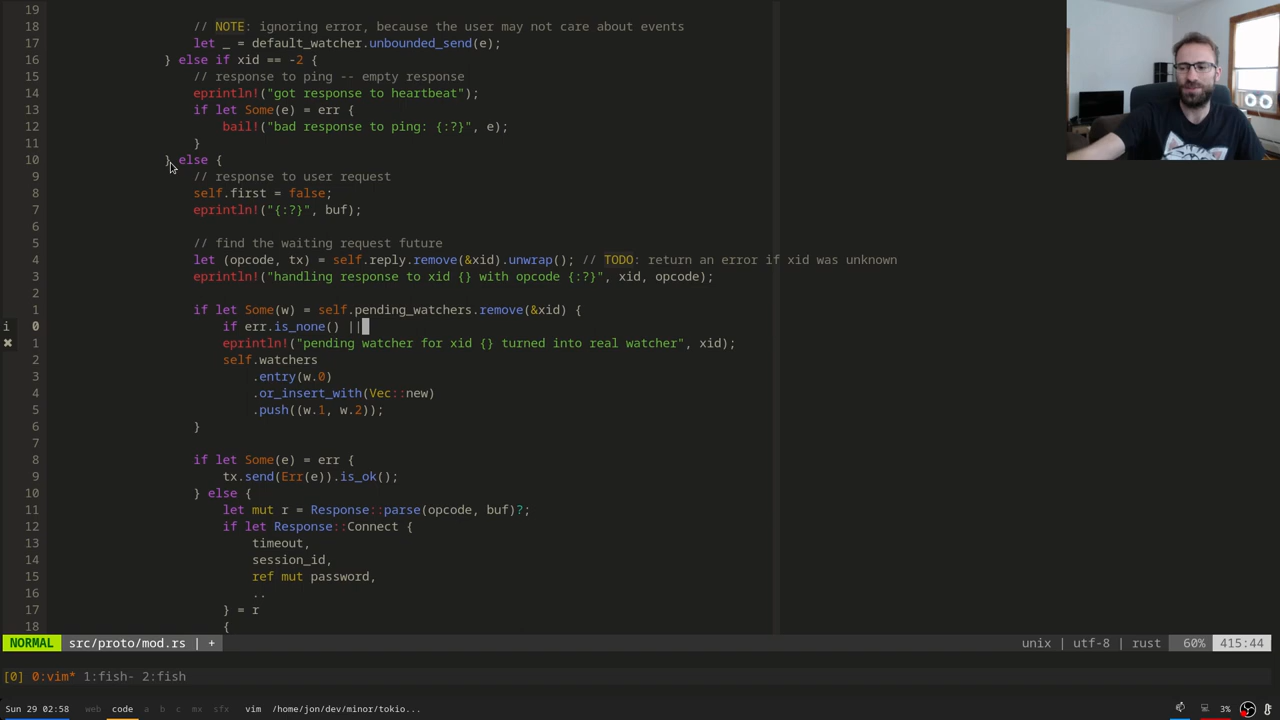 19
18 // NOTE: ignoring error, because the user may not care about events
17 let _ = default_watcher.unbounded_send(e);
16 } else if xid == -2 {
15 // response to ping -- empty response
14 eprintln!("got response to heartbeat");
13 if let Some(e) = err {
12 bail!("bad response to ping: {:?}", e);
11 }
10 } else {
9 // response to user request
8 self.first = false;
7 eprintln!("{:?}", buf);
6
5 // find the waiting request future
4 let (opcode, tx) = self.reply.remove(&xid).unwrap(); // TODO: return an error if xid was unknown
3 eprintln!("handling response to xid {} with opcode {:?}", xid, opcode);
2
1 if let Some(w) = self.pending_watchers.remove(&xid) {
i 0 if err.is_none() ||
✖ 1 eprintln!("pending watcher for xid {} turned into real watcher", xid);
2 self.watchers
3 .entry(w.0)
4 .or_insert_with(Vec::new)
5 .push((w.1, w.2));
6 }
7
8 if let Some(e) = err {
9 tx.send(Err(e)).is_ok();
10 } else {
11 let mut r = Response::parse(opcode, buf)?;
12 if let Response::Connect {
13 timeout,
14 session_id,
15 ref mut password,
16 ..
17 } = r
18 {
NORMAL src/proto/mod.rs | + unix | utf-8 | rust 60% 415:44
[0] 0:vim* 1:fish- 2:fish
Sun 29 02:58 web code a b c mx sfx vim /home/jon/dev/minor/tokio... 3%